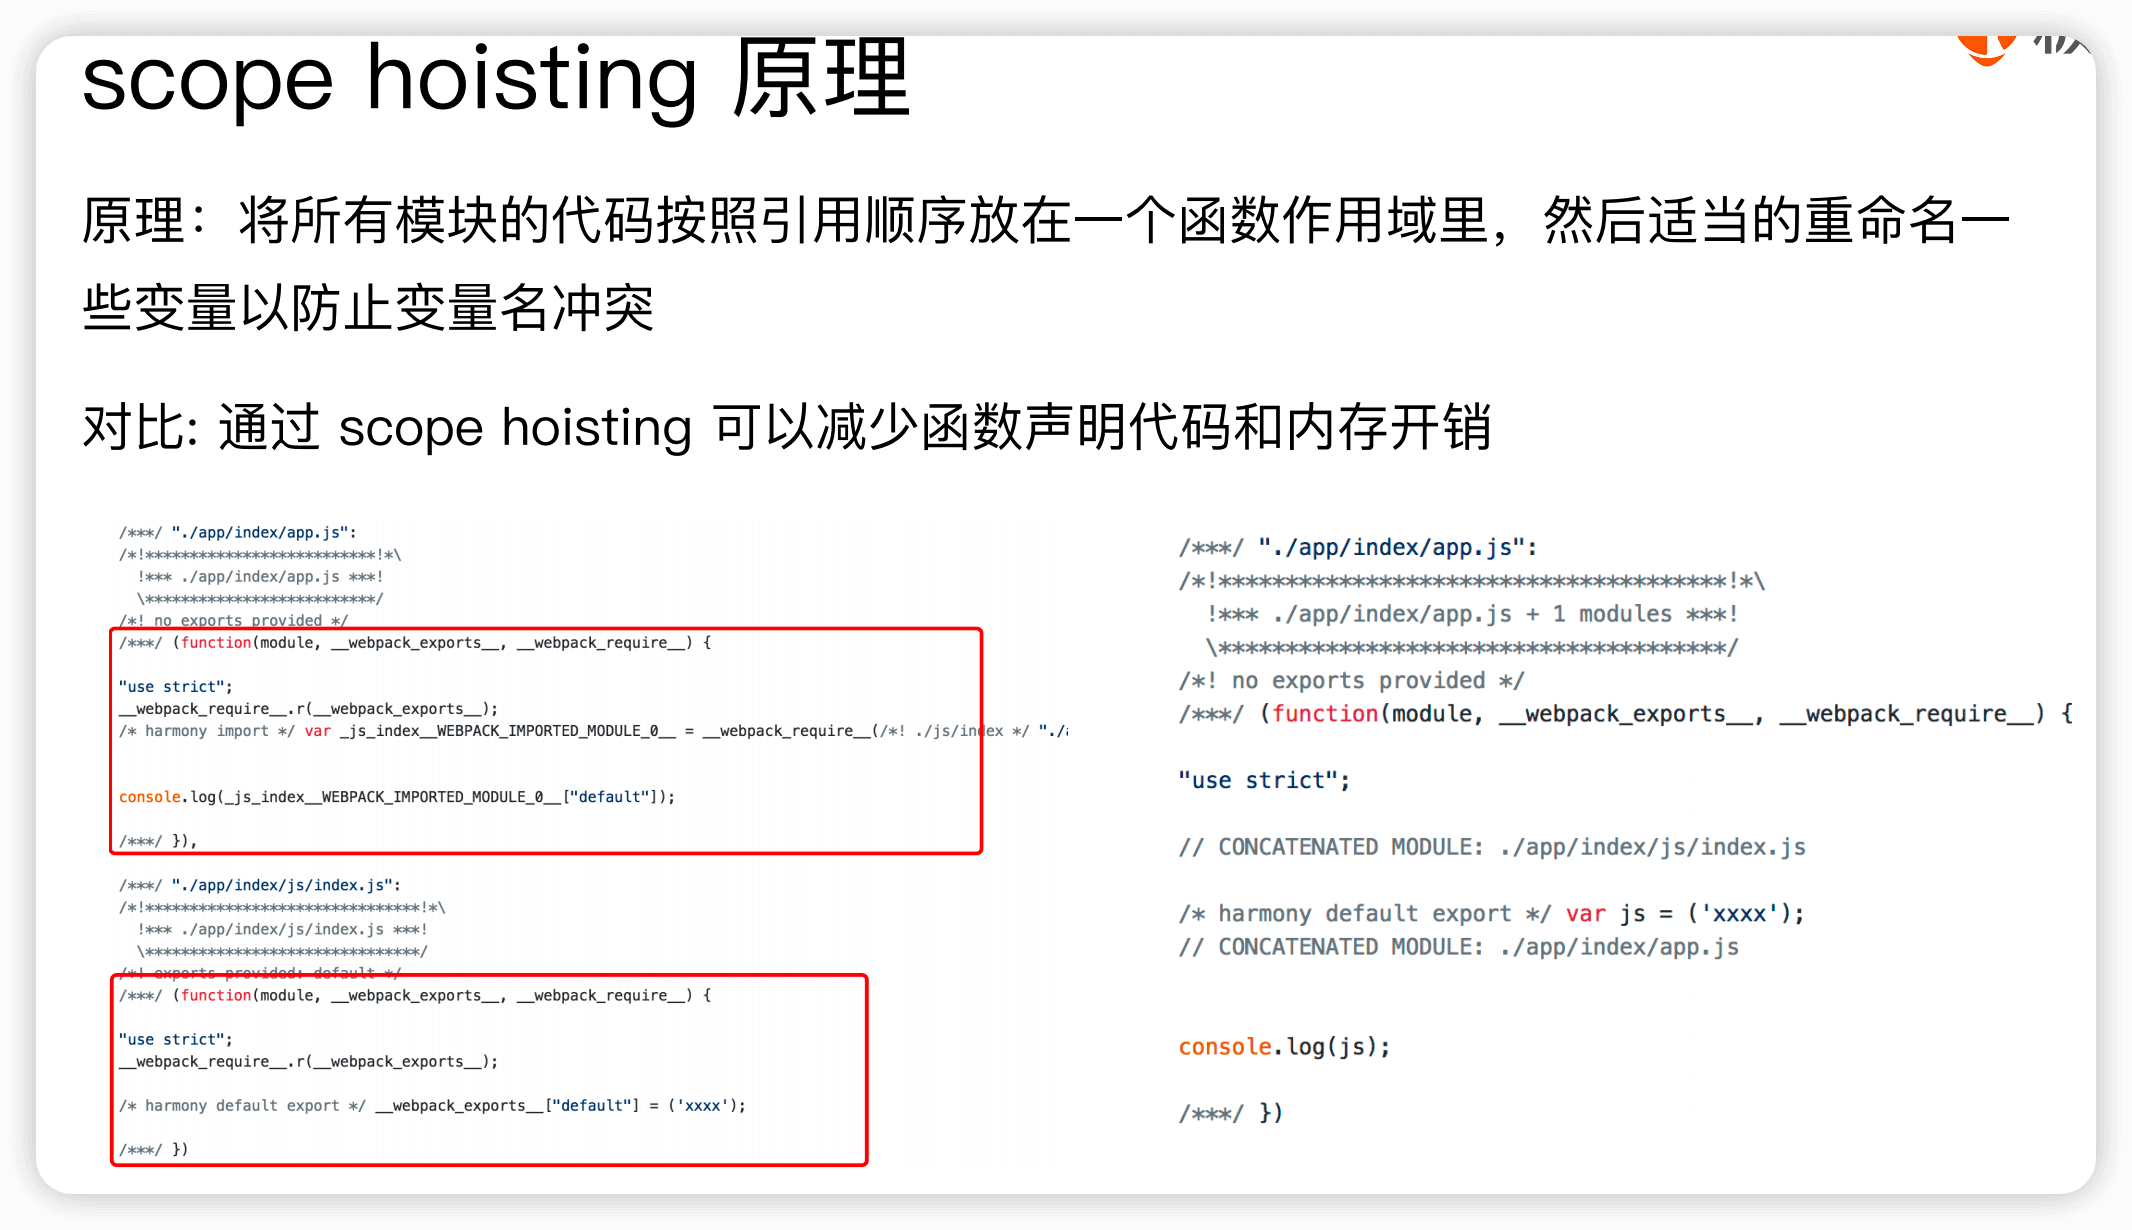 scope hoisting 原理
原理：将所有模块的代码按照引用顺序放在一个函数作用域里，然后适当的重命名一
些变量以防止变量名冲突
对比: 通过 scope hoisting 可以减少函数声明代码和内存开销
/***/ "./app/index/app.js":
/*!**************************!*\
  !*** ./app/index/app.js ***!
  \**************************/
/*! no exports provided */
/***/ (function(module, __webpack_exports__, __webpack_require__) {
"use strict";
__webpack_require__.r(__webpack_exports__);
/* harmony import */ var _js_index__WEBPACK_IMPORTED_MODULE_0__ = __webpack_require__(/*! ./js/index */ "./
console.log(_js_index__WEBPACK_IMPORTED_MODULE_0__["default"]);
/***/ }),
/***/ "./app/index/js/index.js":
/*!*******************************!*\
  !*** ./app/index/js/index.js ***!
  \*******************************/
/*! exports provided: default */
/***/ (function(module, __webpack_exports__, __webpack_require__) {
"use strict";
__webpack_require__.r(__webpack_exports__);
/* harmony default export */ __webpack_exports__["default"] = ('xxxx');
/***/ })
/***/ "./app/index/app.js":
/*!**************************************!*\
  !*** ./app/index/app.js + 1 modules ***!
  \**************************************/
/*! no exports provided */
/***/ (function(module, __webpack_exports__, __webpack_require__) {
"use strict";
// CONCATENATED MODULE: ./app/index/js/index.js
/* harmony default export */ var js = ('xxxx');
// CONCATENATED MODULE: ./app/index/app.js
console.log(js);
/***/ })